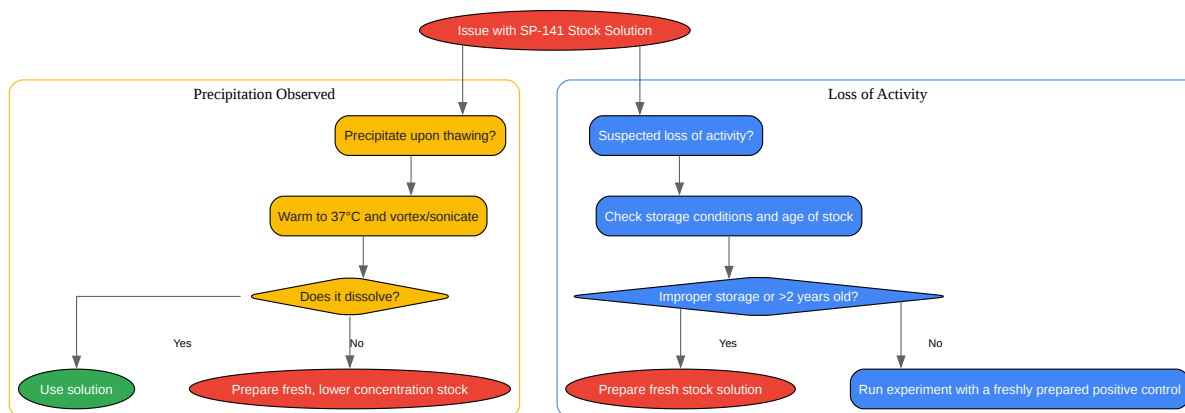 Issue with SP-141 Stock Solution
Precipitation Observed
Loss of Activity
Precipitate upon thawing?
Suspected loss of activity?
Warm to 37°C and vortex/sonicate
Check storage conditions and age of stock
Does it dissolve?
Improper storage or >2 years old?
Yes
No
Yes
No
Use solution
Prepare fresh, lower concentration stock
Prepare fresh stock solution
Run experiment with a freshly prepared positive control